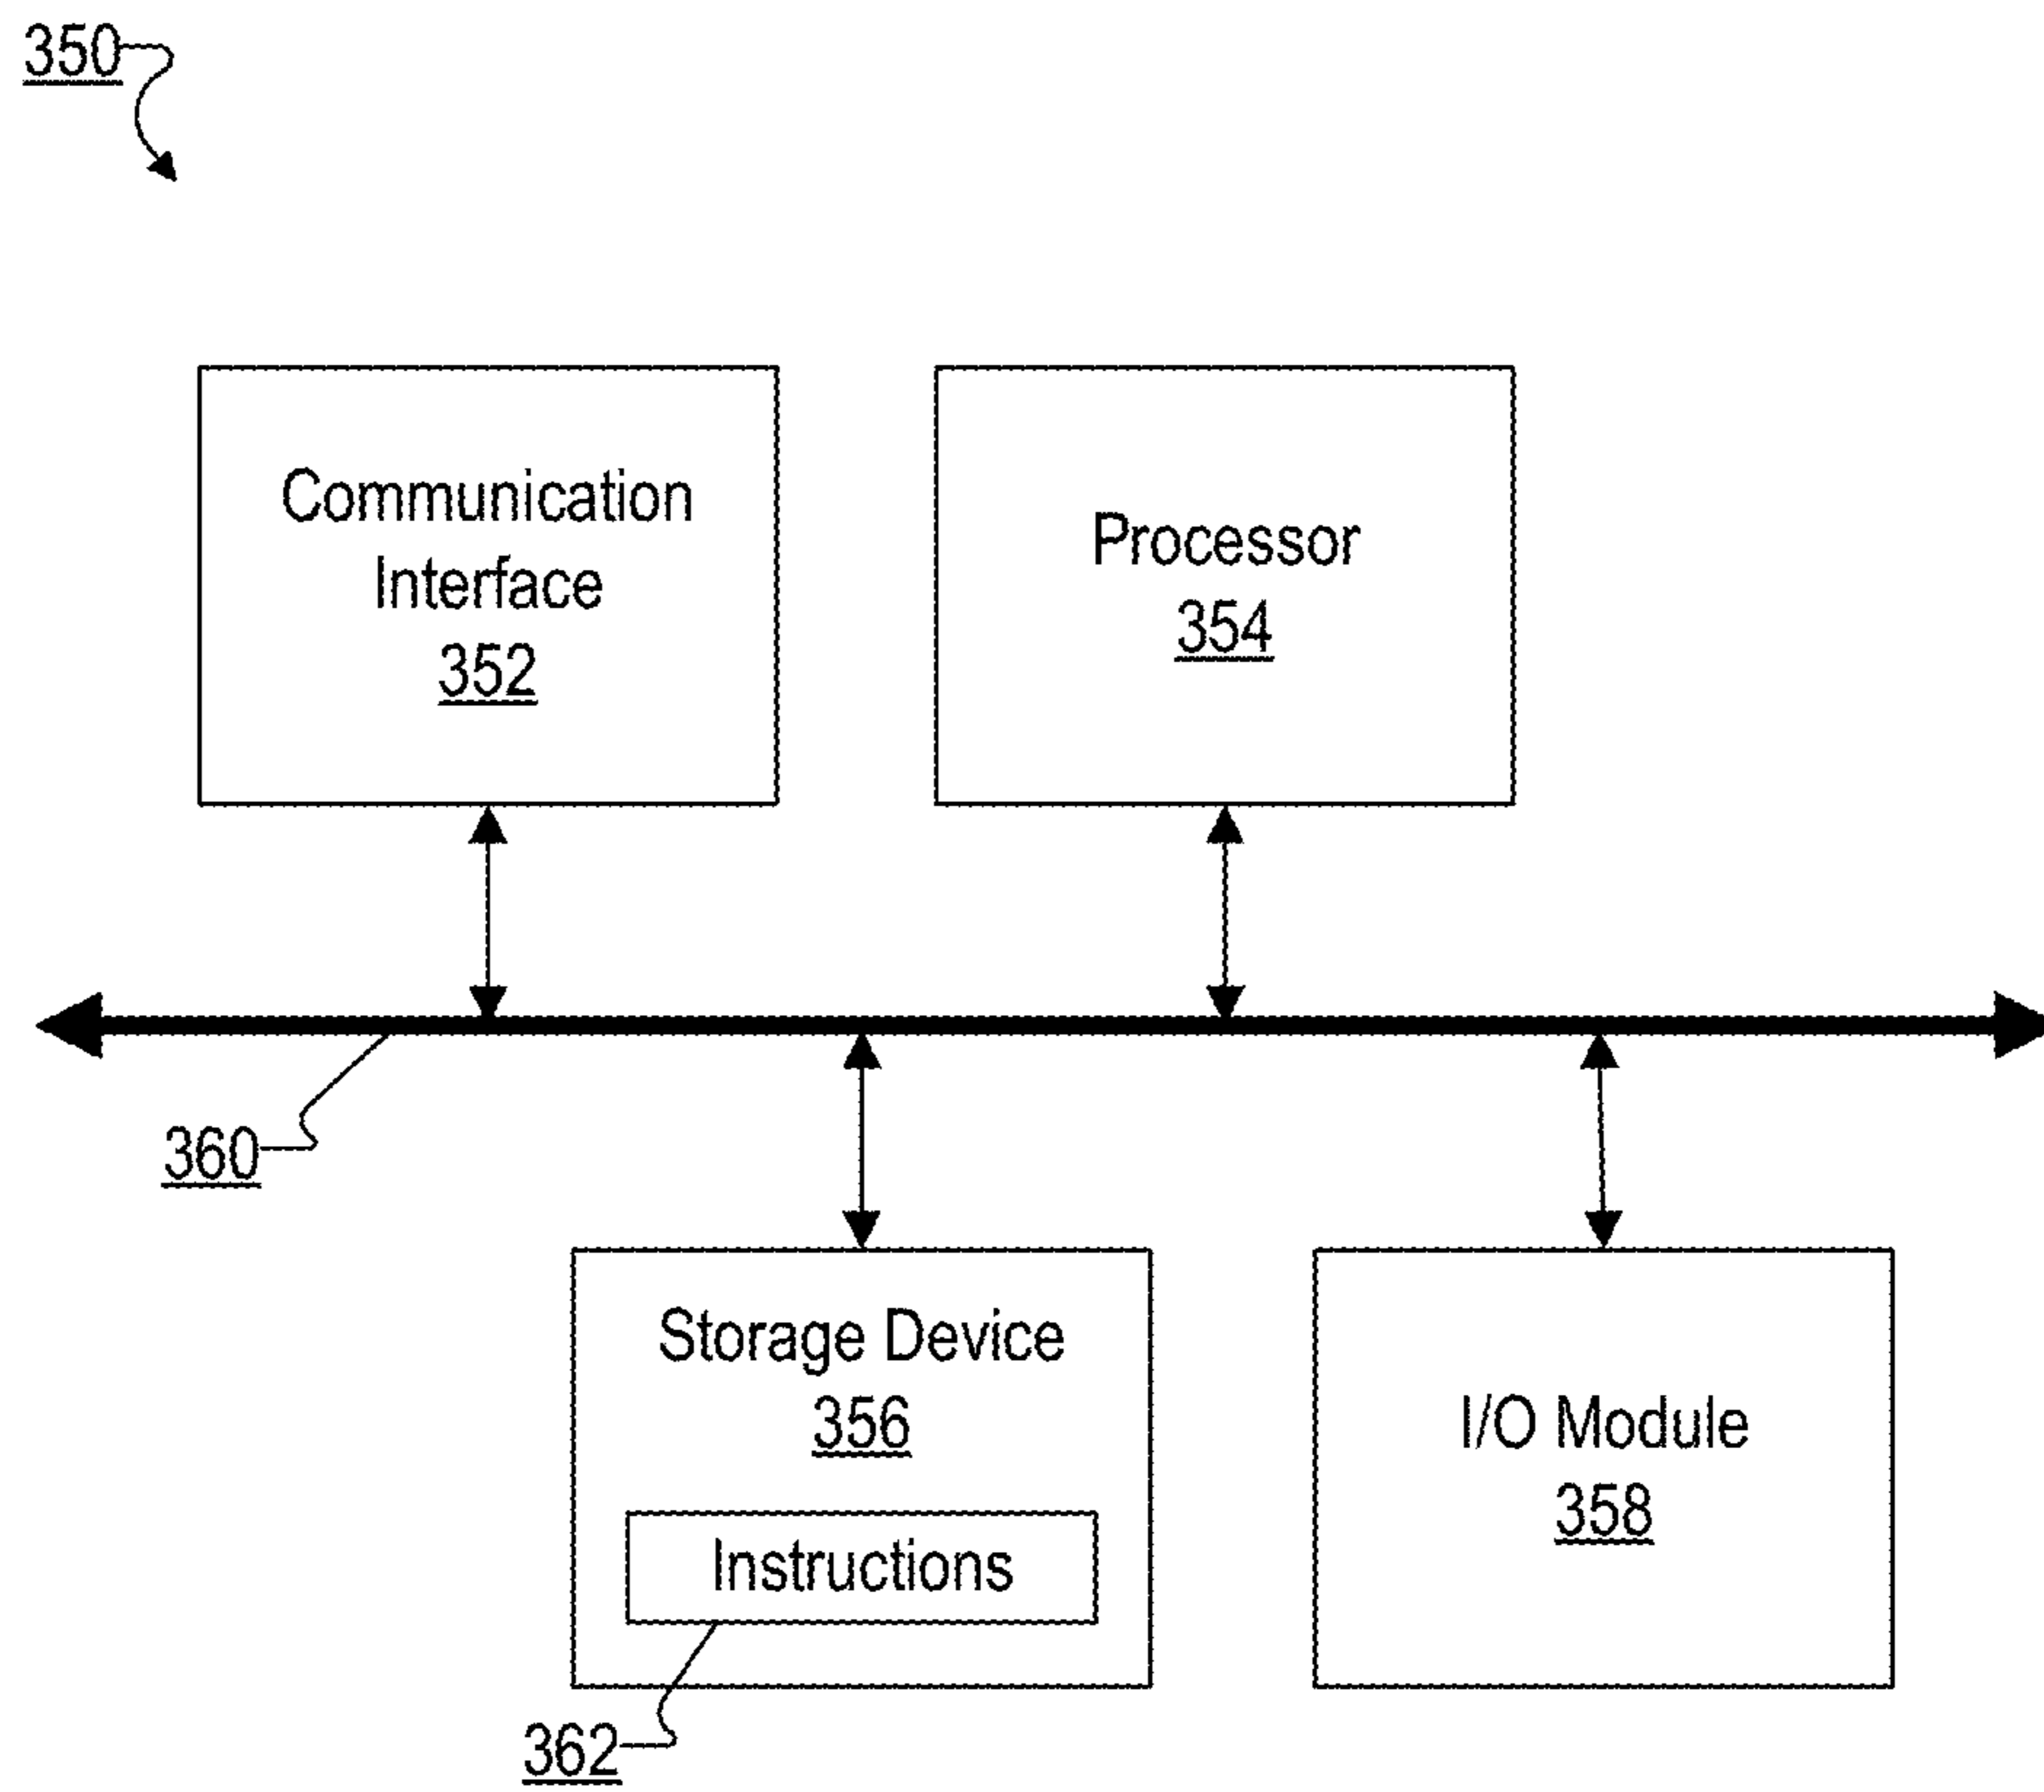 350
Communication
Interface
352
Processor
354
360
Storage Device
356
Instructions
362
I/O Module
358